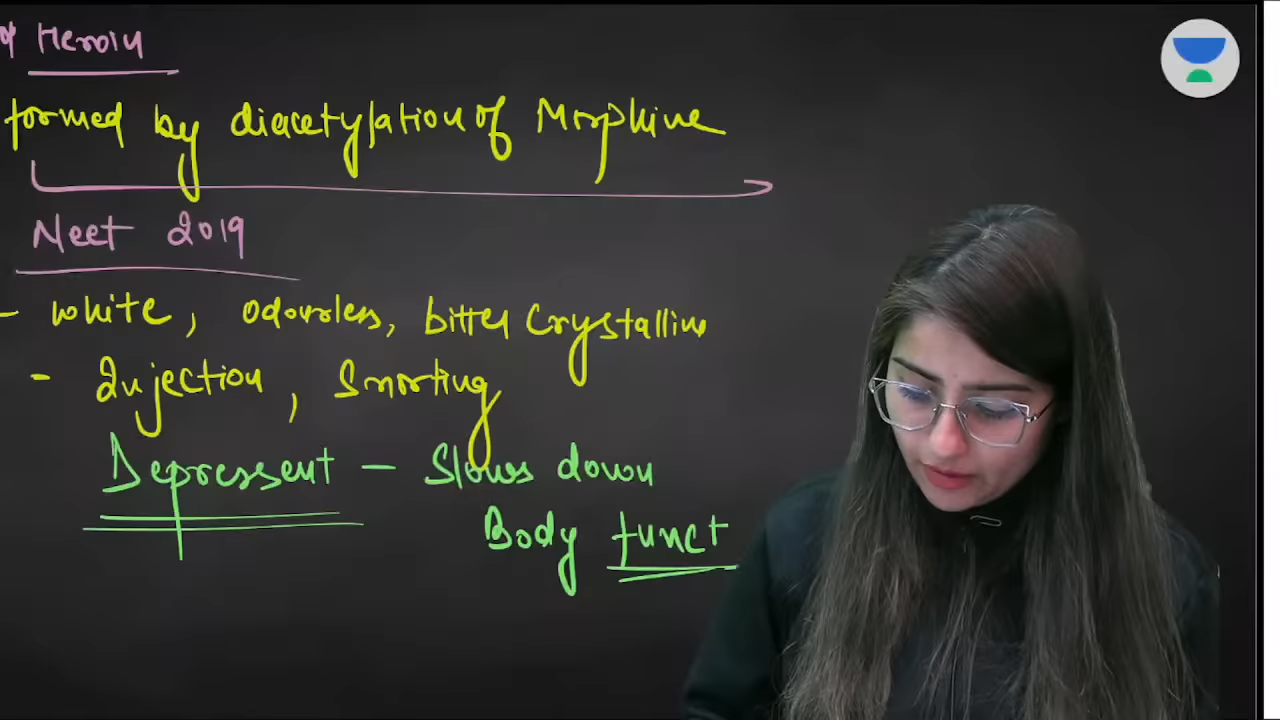 of Heroin
formed by diacetylation of Morphine
Neet 2019
- white, odourless, bitter crystalline
- Injection, Snorting
Depressent - Slows down
Body funct